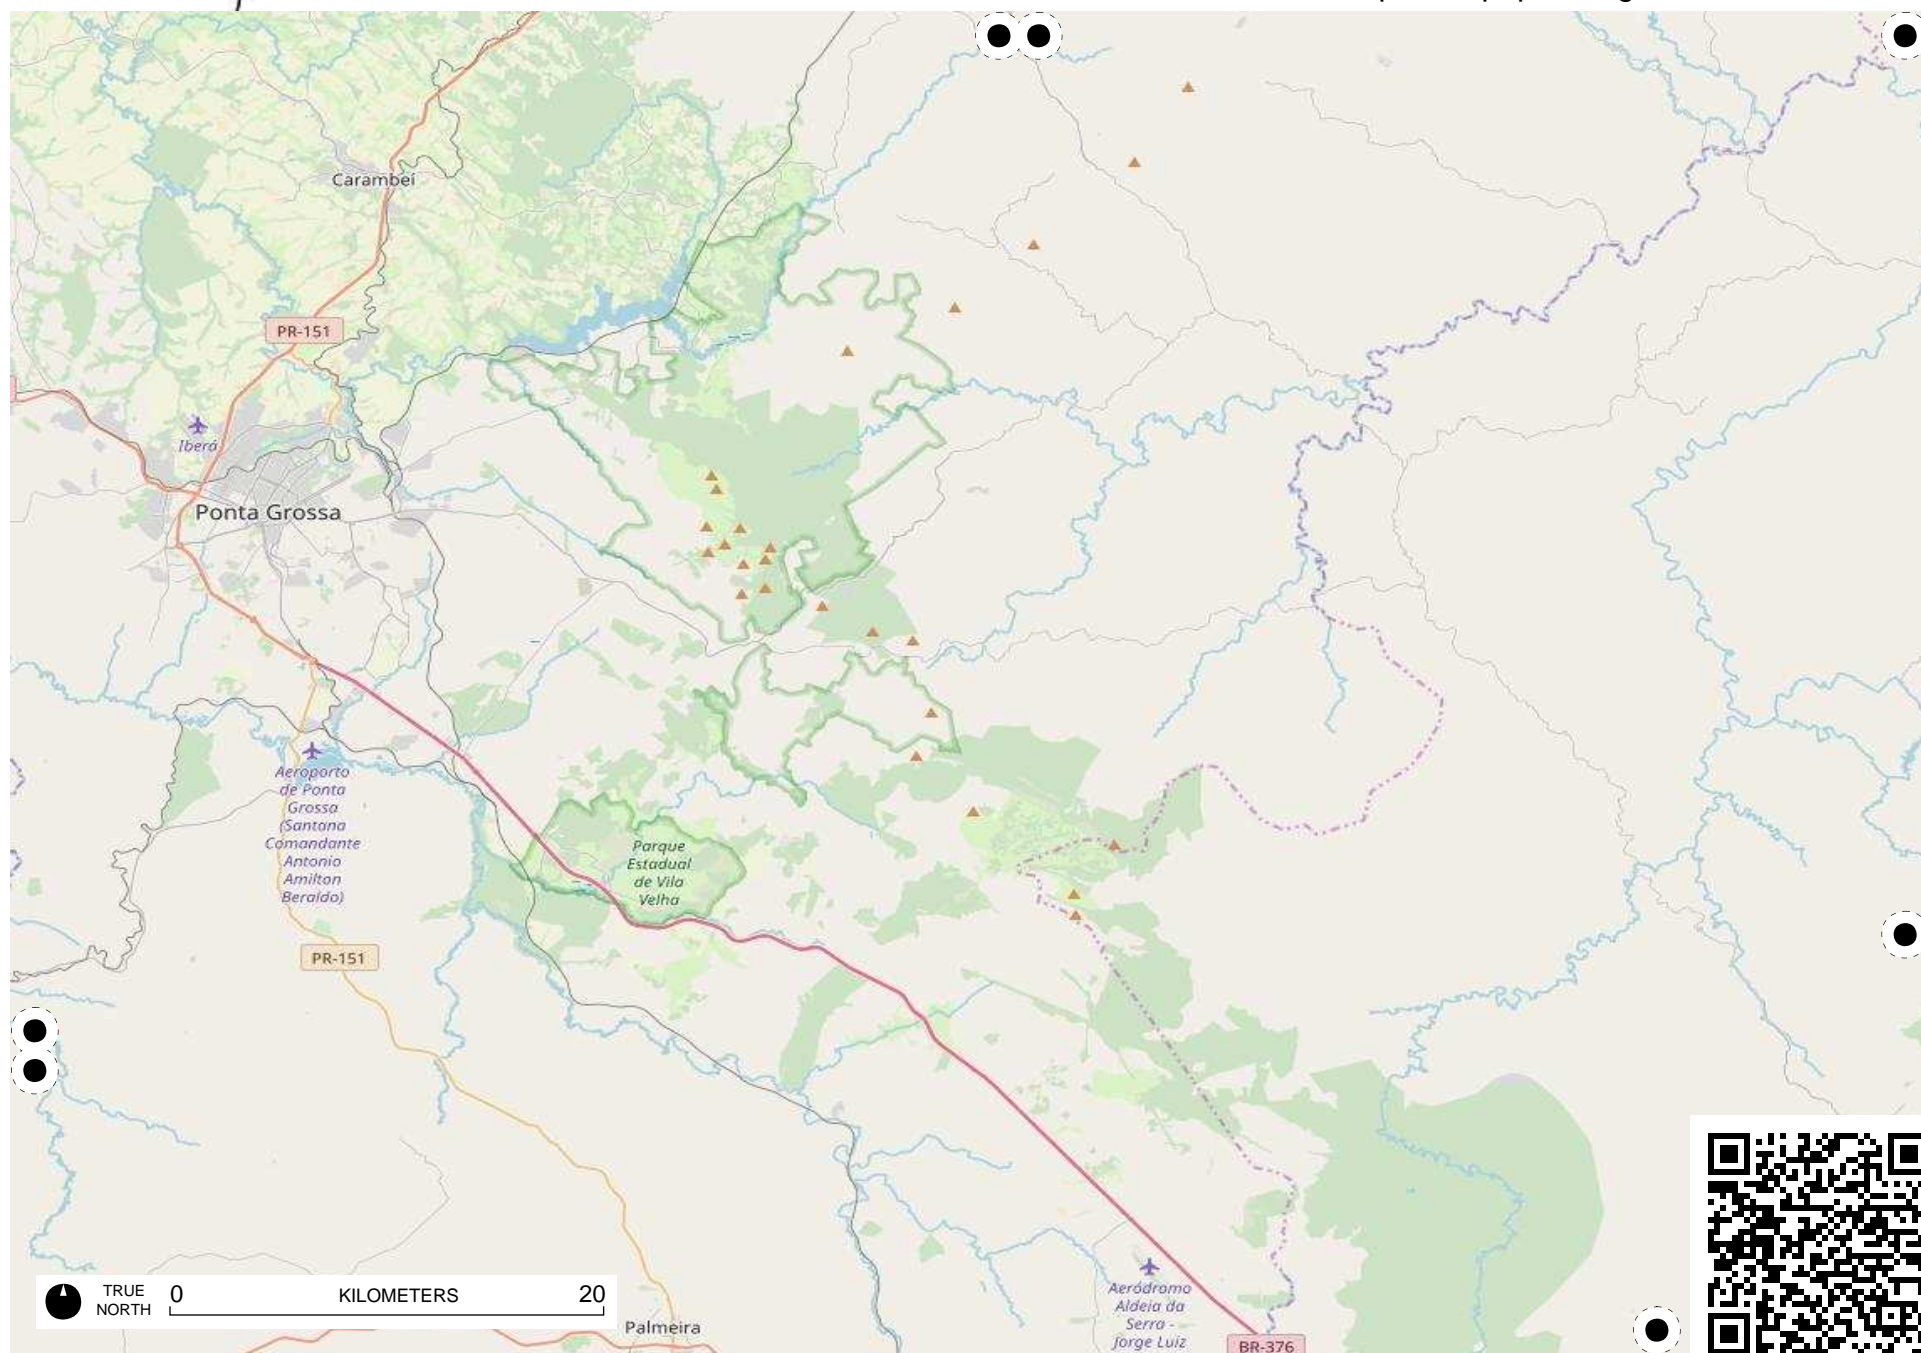 Carambeí
PR-151
Iberá
Ponta Grossa
Aeroporto
de Ponta
Grossa
(Santana
Comandante
Antonio
Amilton
Beraldo)
Parque
Estadual
de Vila
Velha
PR-151
TRUE
NORTH
0 KILOMETERS 20
Palmeira
Aeródromo
Aldeia da
Serra -
Jorge Luiz
BR-376